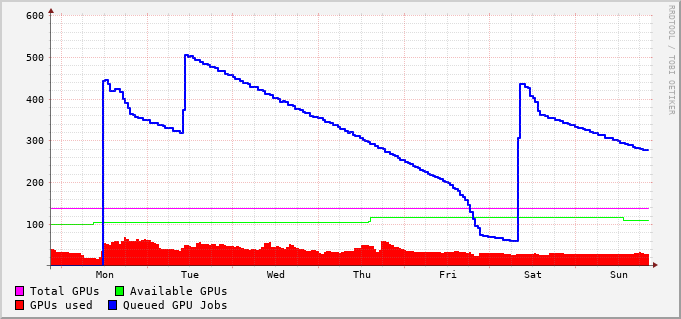 600
500
400
300
200
100
Mon Tue Wed Thu Fri Sat Sun
Total GPUs Available GPUs
GPUs used Queued GPU Jobs
RRDTOOL / TOBI OETIKER